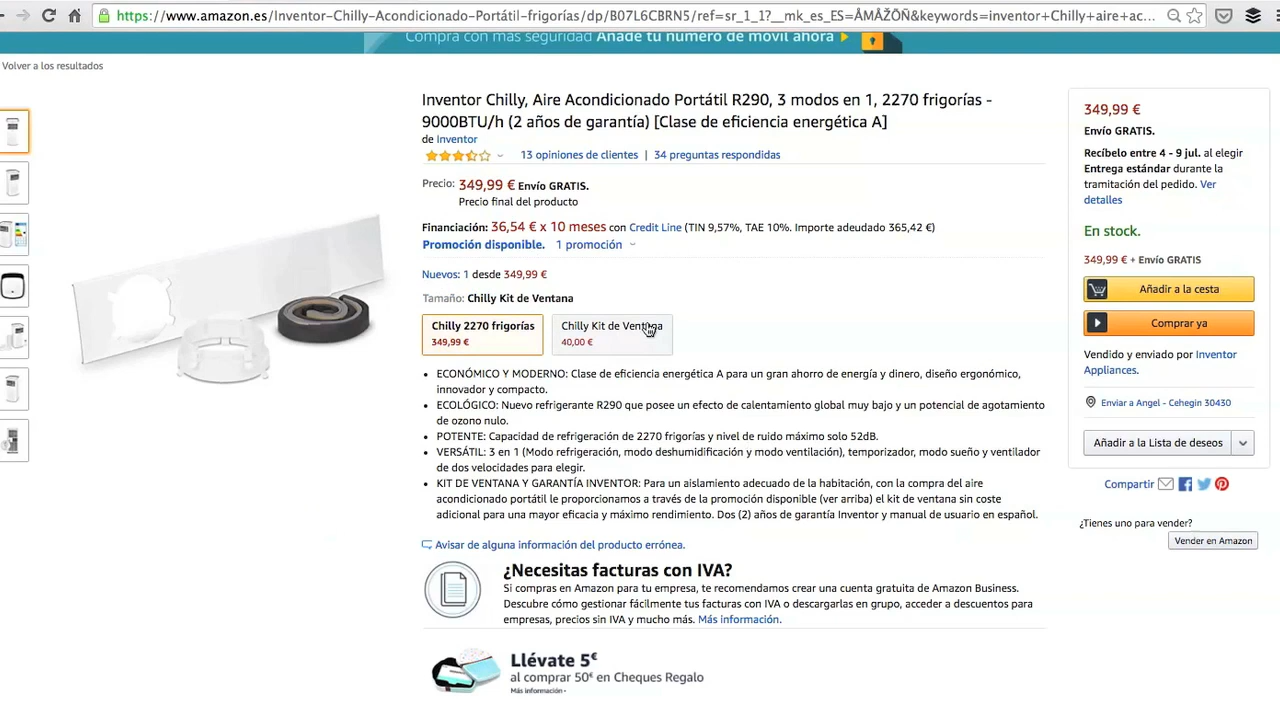 https://www.amazon.es/Inventor-Chilly-Acondicionado-Portátil-frigorías/dp/B07L6CBRN5/ref=sr_1_1?__mk_es_ES=ÅMÅŽÕÑ&keywords=inventor+Chilly+aire+ac…
Compra con más seguridad Añade tu número de móvil ahora
Volver a los resultados
Inventor Chilly, Aire Acondicionado Portátil R290, 3 modos en 1, 2270 frigorías -
9000BTU/h (2 años de garantía) [Clase de eficiencia energética A]
de Inventor
13 opiniones de clientes | 34 preguntas respondidas
Precio: 349,99 € Envío GRATIS.
Precio final del producto
Financiación: 36,54 € x 10 meses con Credit Line (TIN 9,57%, TAE 10%. Importe adeudado 365,42 €)
Promoción disponible. 1 promoción
Nuevos: 1 desde 349,99 €
Tamaño: Chilly Kit de Ventana
Chilly 2270 frigorías
349,99 €
Chilly Kit de Ventana
40,00 €
• ECONÓMICO Y MODERNO: Clase de eficiencia energética A para un gran ahorro de energía y dinero, diseño ergonómico,
innovador y compacto.
• ECOLÓGICO: Nuevo refrigerante R290 que posee un efecto de calentamiento global muy bajo y un potencial de agotamiento
de ozono nulo.
• POTENTE: Capacidad de refrigeración de 2270 frigorías y nivel de ruido máximo solo 52dB.
• VERSÁTIL: 3 en 1 (Modo refrigeración, modo deshumidificación y modo ventilación), temporizador, modo sueño y ventilador
de dos velocidades para elegir.
• KIT DE VENTANA Y GARANTÍA INVENTOR: Para un aislamiento adecuado de la habitación, con la compra del aire
acondicionado portátil le proporcionamos a través de la promoción disponible (ver arriba) el kit de ventana sin coste
adicional para una mayor eficacia y máximo rendimiento. Dos (2) años de garantía Inventor y manual de usuario en español.
Avisar de alguna información del producto errónea.
¿Necesitas facturas con IVA?
Si compras en Amazon para tu empresa, te recomendamos crear una cuenta gratuita de Amazon Business.
Descubre cómo gestionar fácilmente tus facturas con IVA o descargarlas en grupo, acceder a descuentos para
empresas, precios sin IVA y mucho más. Más información.
Llévate 5€
al comprar 50€ en Cheques Regalo
Más información›
349,99 €
Envío GRATIS.
Recíbelo entre 4 - 9 jul. al elegir
Entrega estándar durante la
tramitación del pedido. Ver
detalles
En stock.
349,99 € + Envío GRATIS
Añadir a la cesta
Comprar ya
Vendido y enviado por Inventor
Appliances.
Enviar a Angel - Cehegin 30430
Añadir a la Lista de deseos
Compartir
¿Tienes uno para vender?
Vender en Amazon